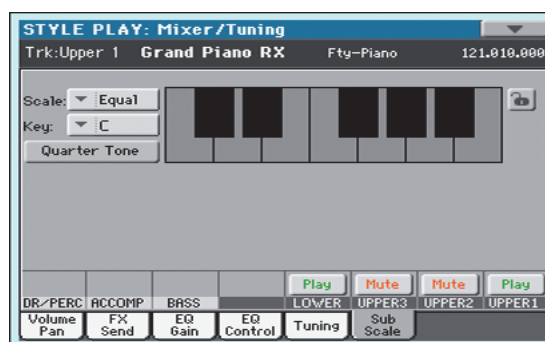 STYLE PLAY: Mixer/Tuning
Trk:Upper 1 Grand Piano RX Fty-Piano 121.010.000
Scale: Equal
Key: C
Quarter Tone
Play Mute Mute Play
DR/PERC ACCOMP BASS LOWER UPPER3 UPPER2 UPPER1
Volume Pan FX Send EQ Gain EQ Control Tuning Sub Scale